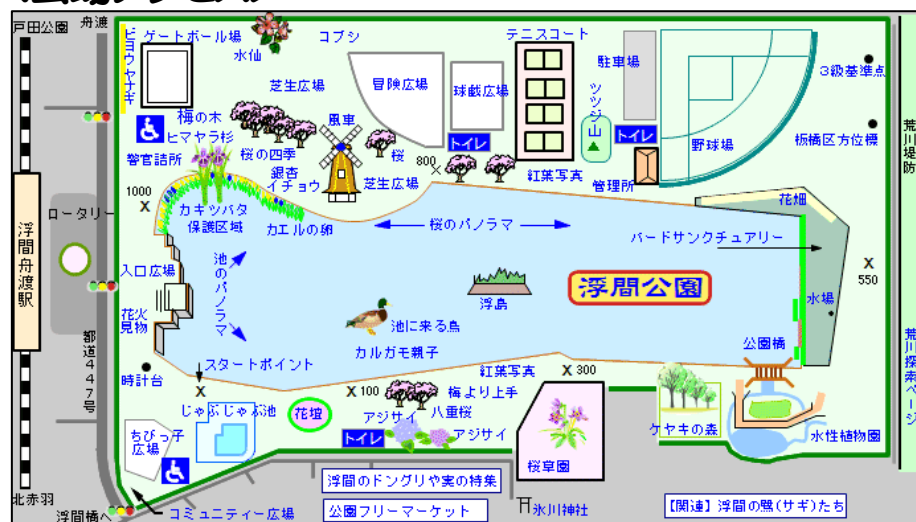 戸田公園
舟渡
ビヨウヤナギ
ゲートボール場
水仙
コブシ
テニスコート
駐車場
3級基準点
芝生広場
冒険広場
球戯広場
ツツジ山
野球場
板橋区方位標
荒川堤防
梅の木
ヒマヤラ杉
警官詰所
桜の四季
風車
桜
トイレ
トイレ
800
×
銀杏
イチョウ
芝生広場
紅葉写真
管理所
1000
X
カキツバタ
保護区域
カエルの卵
桜のパノラマ
花畑
バードサンクチュアリー
ロータリー
浮間舟渡駅
入口広場
池のパノラマ
浮島
浮間公園
X
550
水場
花火見物
池に来る鳥
カルガモ親子
公園橋
都道447号
時計台
スタートポイント
X
X 100
紅葉写真
X 300
梅より上手
八重桜
じゃぶじゃぶ池
花壇
アジサイ
トイレ
アジサイ
ケヤキの森
水性植物園
荒川探索ページ
ちびっ子
広場
桜草園
北赤羽
浮間橋へ
コミュニティー広場
浮間のドングリや実の特集
公園フリーマーケット
氷川神社
【関連】浮間の鷺(サギ)たち